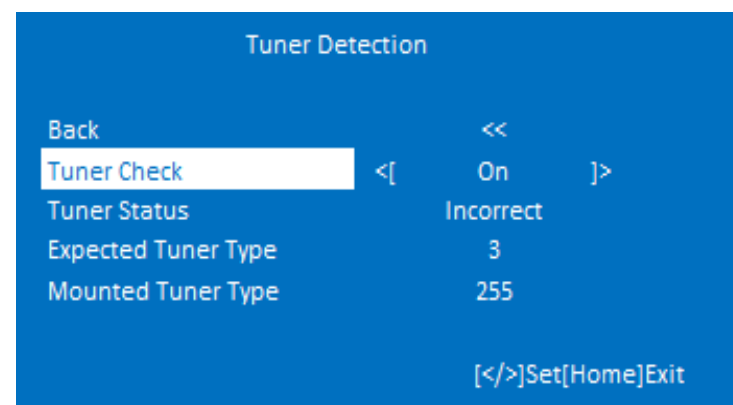 Tuner Detection
Back <<
Tuner Check <[ On ]>
Tuner Status Incorrect
Expected Tuner Type 3
Mounted Tuner Type 255
[</>]Set[Home]Exit